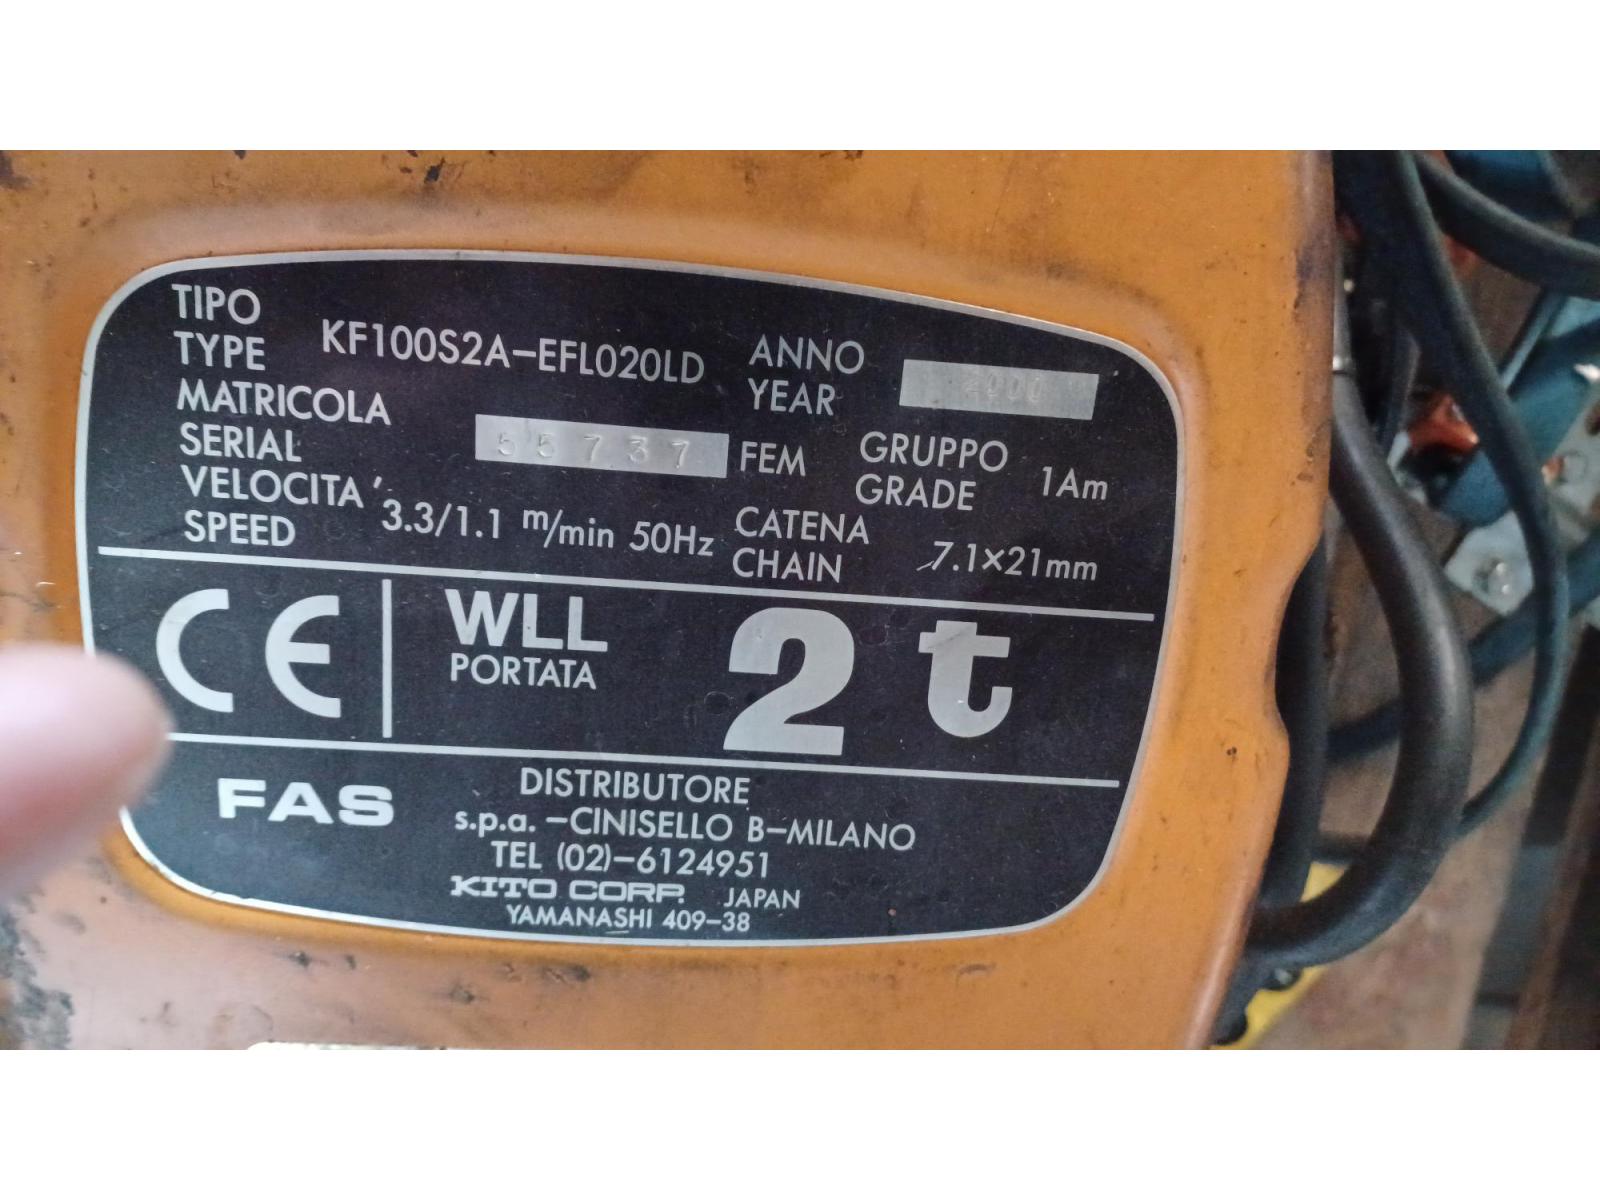 TIPO
TYPE KF100S2A-EFL020LD
ANNO
YEAR 2000
MATRICOLA
SERIAL 55737
FEM GRUPPO
GRADE 1Am
VELOCITA'
SPEED 3.3/1.1 m/min 50Hz
CATENA
CHAIN 7.1×21mm
CE
WLL
PORTATA
2t
FAS
DISTRIBUTORE
s.p.a. -CINISELLO B-MILANO
TEL (02)-6124951
KITO CORP. JAPAN
YAMANASHI 409-38